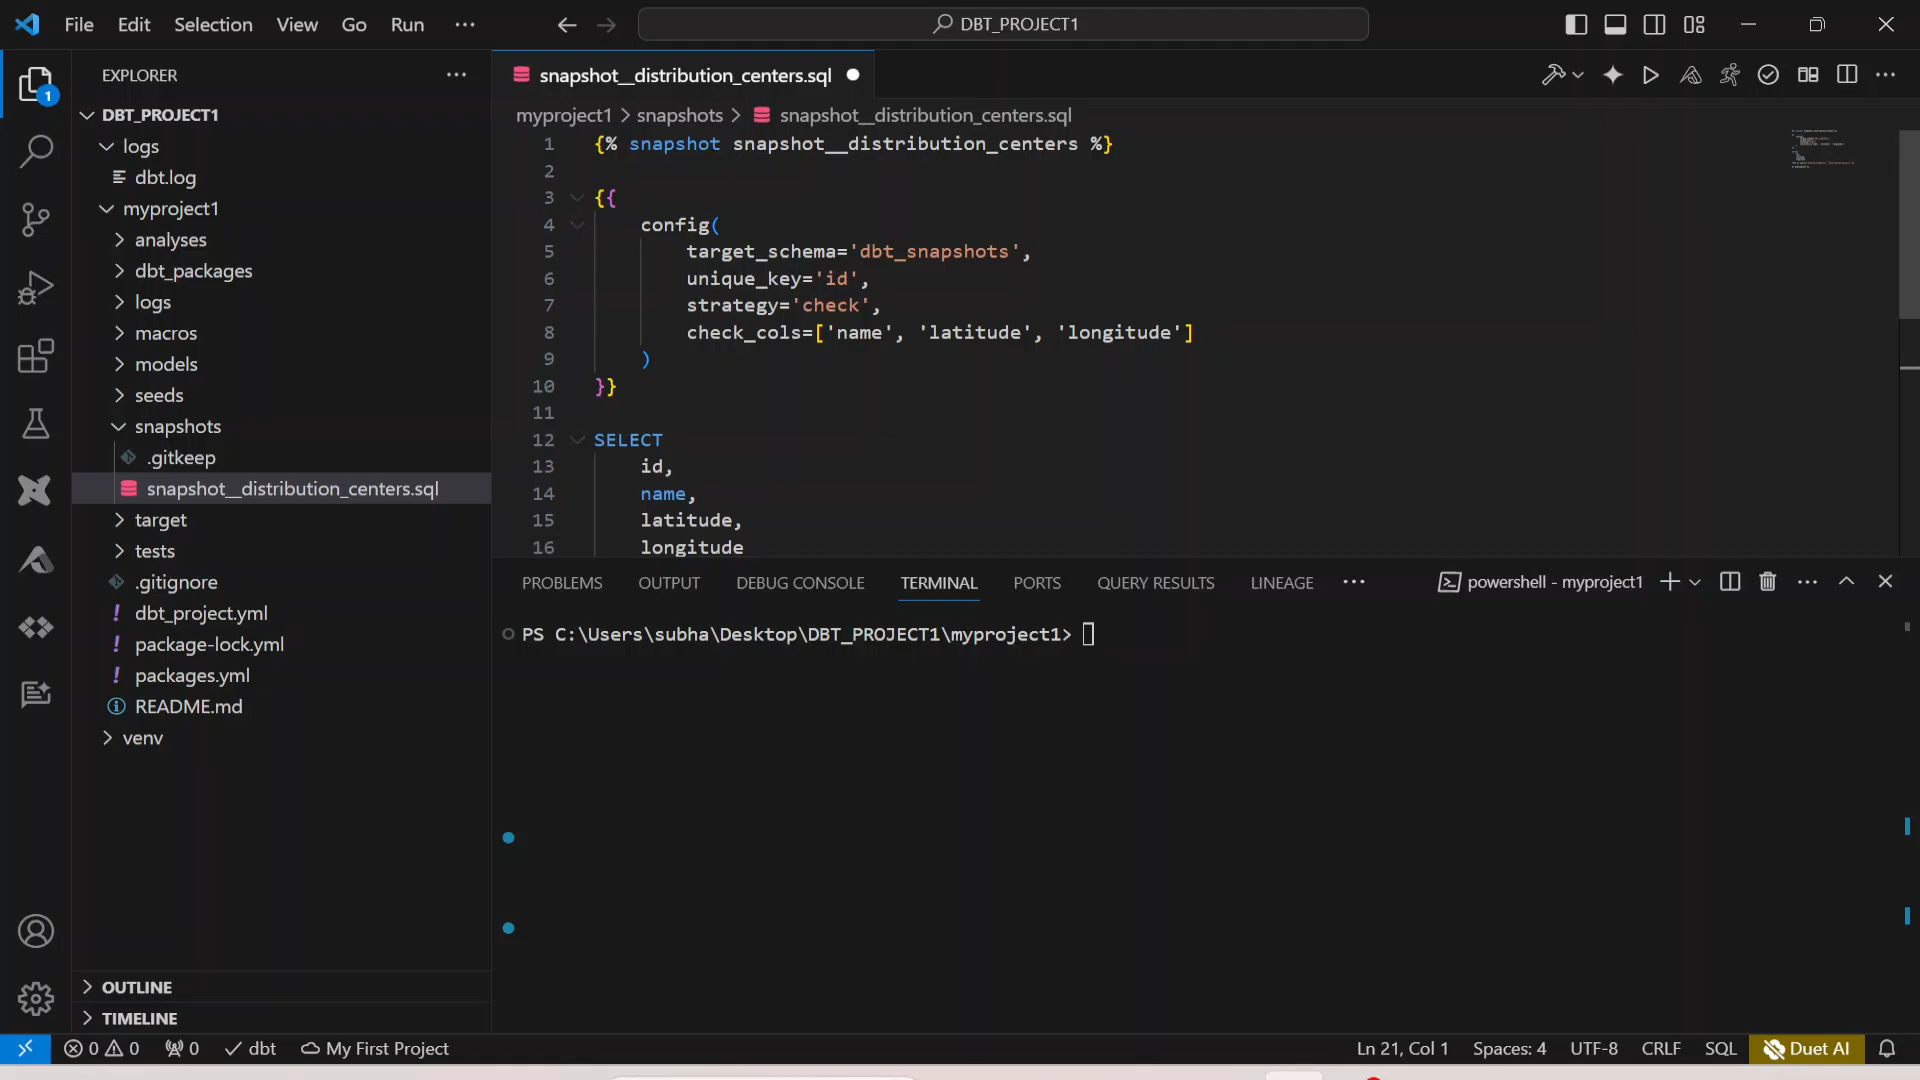 File Edit Selection View Go Run
DBT_PROJECT1
EXPLORER
DBT_PROJECT1
logs
dbt.log
myproject1
analyses
dbt_packages
logs
macros
models
seeds
snapshots
.gitkeep
snapshot__distribution_centers.sql
target
tests
.gitignore
dbt_project.yml
package-lock.yml
packages.yml
README.md
venv
OUTLINE
TIMELINE
1
snapshot__distribution_centers.sql
myproject1 > snapshots > snapshot__distribution_centers.sql
1 {% snapshot snapshot__distribution_centers %}
2
3 {{
4 config(
5 target_schema='dbt_snapshots',
6 unique_key='id',
7 strategy='check',
8 check_cols=['name', 'latitude', 'longitude']
9 )
10 }}
11
12 SELECT
13 id,
14 name,
15 latitude,
16 longitude
PROBLEMS OUTPUT DEBUG CONSOLE TERMINAL PORTS QUERY RESULTS LINEAGE ··· powershell - myproject1
PS C:\Users\subha\Desktop\DBT_PROJECT1\myproject1>
0 0 0 dbt My First Project Ln 21, Col 1 Spaces: 4 UTF-8 CRLF SQL Duet AI